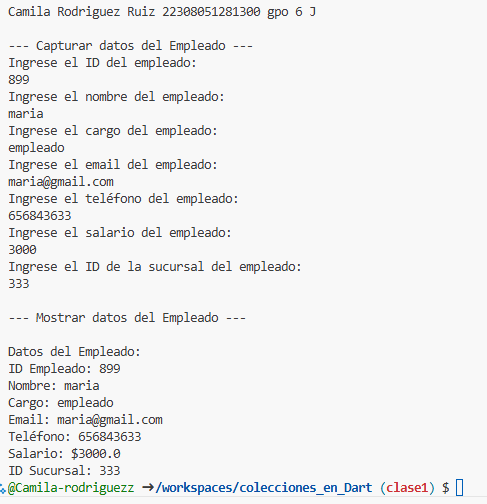 Camila Rodriguez Ruiz 22308051281300 gpo 6 J
--- Capturar datos del Empleado ---
Ingrese el ID del empleado:
899
Ingrese el nombre del empleado:
maria
Ingrese el cargo del empleado:
empleado
Ingrese el email del empleado:
maria@gmail.com
Ingrese el teléfono del empleado:
656843633
Ingrese el salario del empleado:
3000
Ingrese el ID de la sucursal del empleado:
333
--- Mostrar datos del Empleado ---
Datos del Empleado:
ID Empleado: 899
Nombre: maria
Cargo: empleado
Email: maria@gmail.com
Teléfono: 656843633
Salario: $3000.0
ID Sucursal: 333
@Camila-rodriguezz ➜/workspaces/colecciones_en_Dart (clase1) $